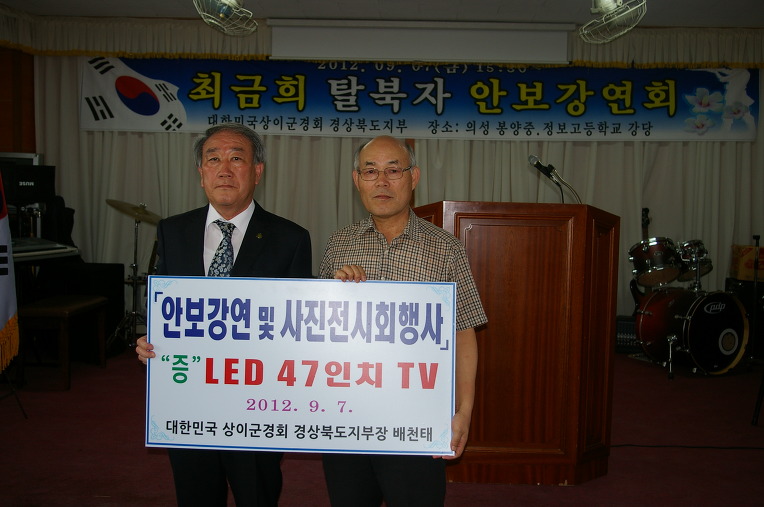 2012. 09. 07(금) 15:30
최금희 탈북자 안보강연회
대한민국상이군경회 경상북도지부 장소 : 의성 봉양중.정보고등학교 강당
「안보강연 및 사진전시회행사」
“증” LED 47인치 TV
2012. 9. 7.
대한민국 상이군경회 경상북도지부장 배천태
pdp